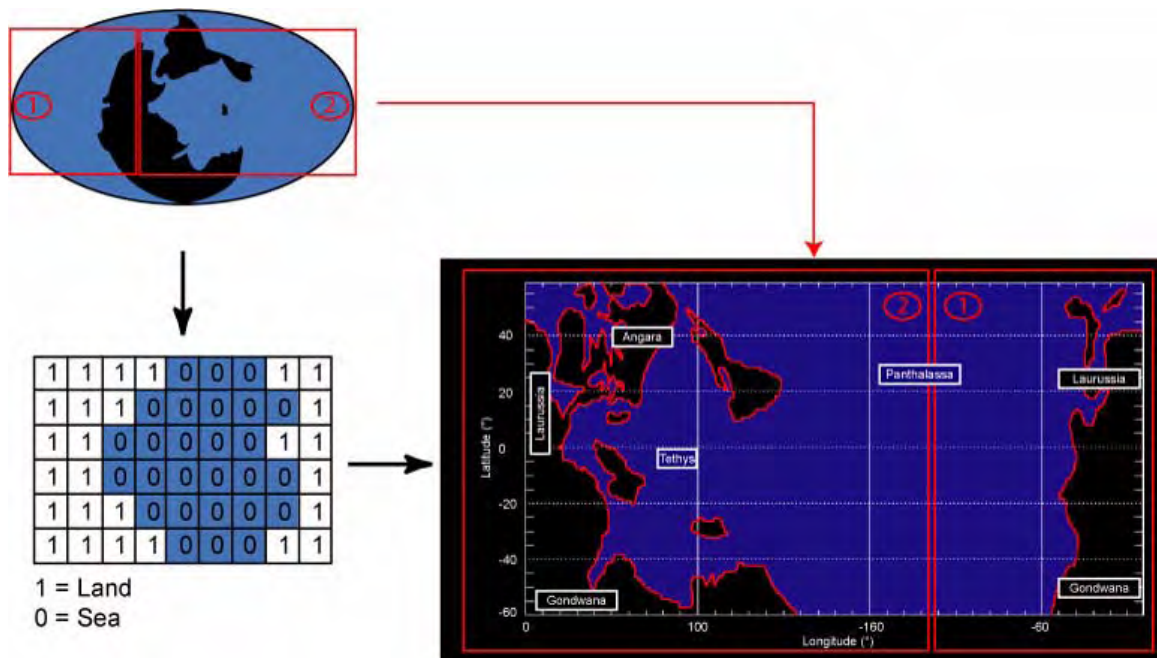 1
2
1 1 1 1 0 0 0 1 1
1 1 1 0 0 0 0 0 1
1 1 0 0 0 0 0 1 1
1 1 0 0 0 0 0 0 1
1 1 1 0 0 0 0 0 1
1 1 1 1 0 0 0 1 1
1 = Land
0 = Sea
2
1
40
20
0
-20
-40
-60
Latitude (°)
Angara
Laurussia
Panthalassa
Laurussia
Tethys
Gondwana
Gondwana
0
100
-160
-60
Longitude (°)